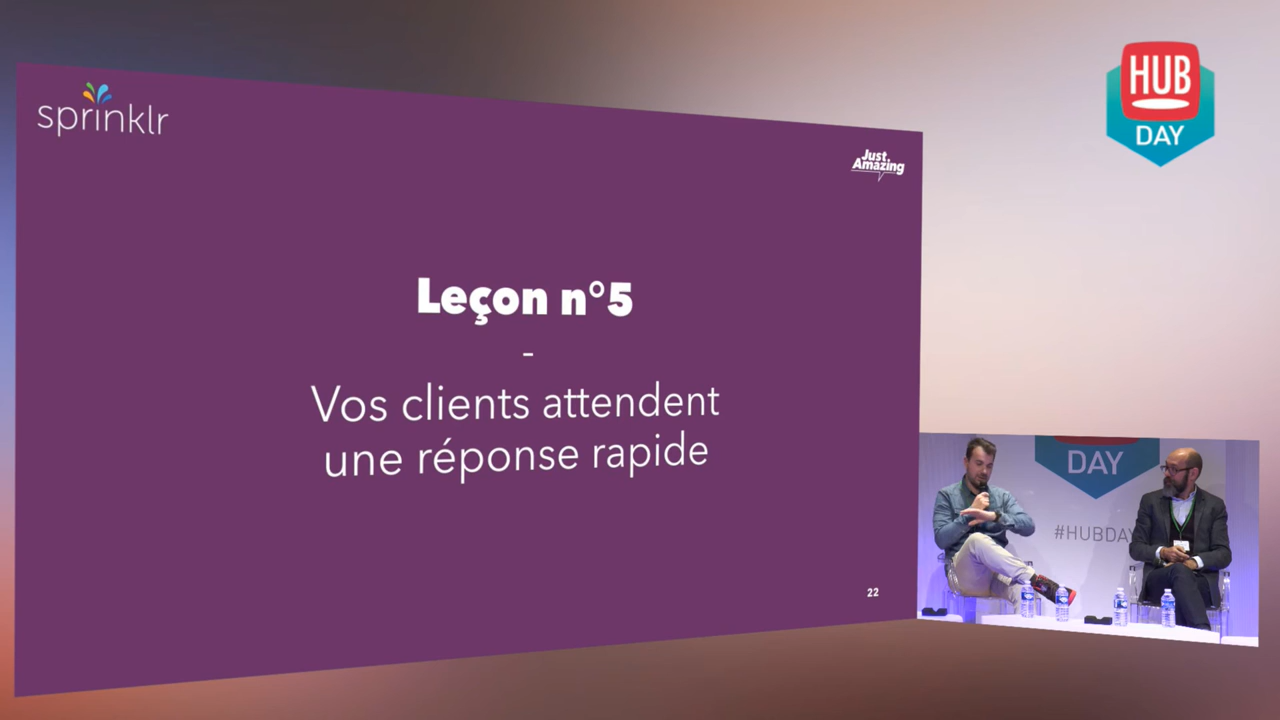 sprinklr
Just
Amazing
Leçon n°5
-
Vos clients attendent
une réponse rapide
22
HUB
DAY
DAY
#HUBDAY